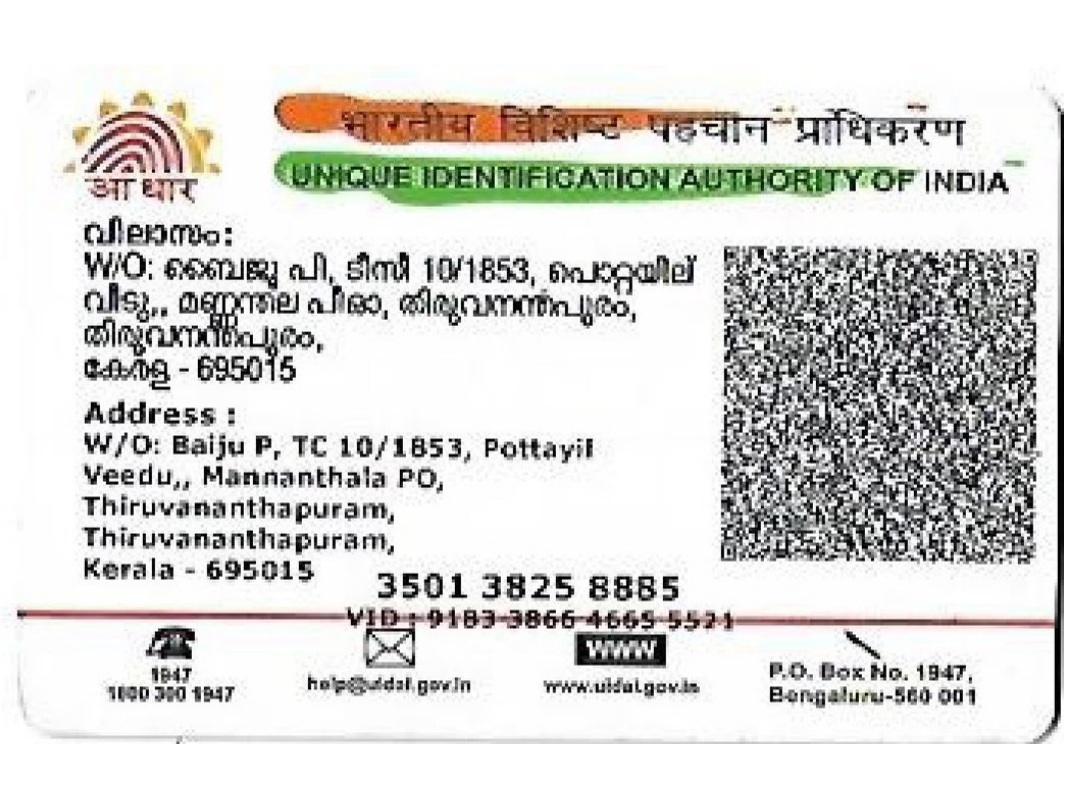 आधार
भारतीय विशिष्ट पहचान प्राधिकरण
UNIQUE IDENTIFICATION AUTHORITY OF INDIA
വിലാസം:
W/O: ബൈജു പി, ടീസീ 10/1853, പൊറ്റയില്
വീടു,, മണ്ണന്തല പീഓ, തിരുവനന്തപുരം,
തിരുവനന്തപുരം,
കേരള - 695015
Address :
W/O: Baiju P, TC 10/1853, Pottayil
Veedu,, Mannanthala PO,
Thiruvananthapuram,
Thiruvananthapuram,
Kerala - 695015
3501 3825 8885
VID : 9183 3866 4665 5521
1947
1800 300 1947
help@uidai.gov.in
www
www.uidai.gov.in
P.O. Box No. 1947,
Bengaluru-560 001